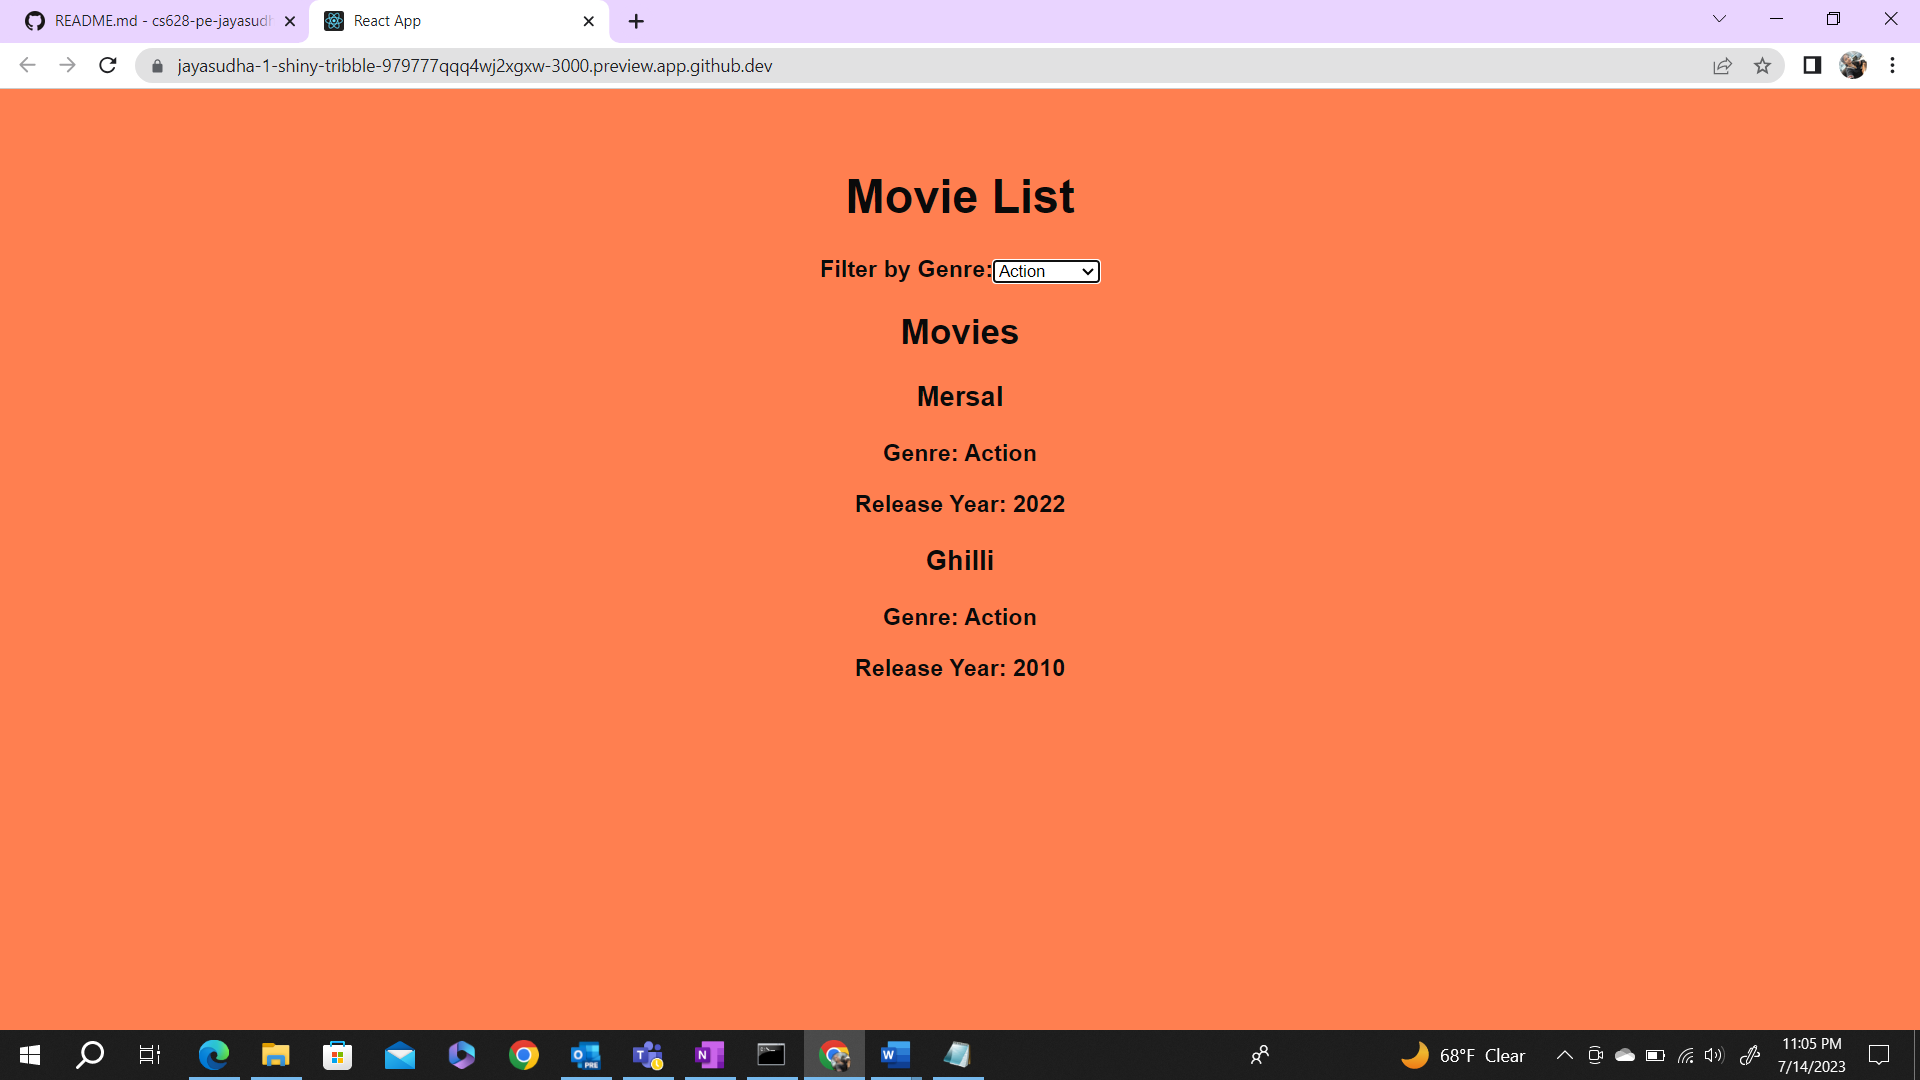 README.md - cs628-pe-jayasudh
React App
jayasudha-1-shiny-tribble-979777qqq4wj2xgxw-3000.preview.app.github.dev
Movie List
Filter by Genre: Action
Movies
Mersal
Genre: Action
Release Year: 2022
Ghilli
Genre: Action
Release Year: 2010
68°F Clear
11:05 PM
7/14/2023